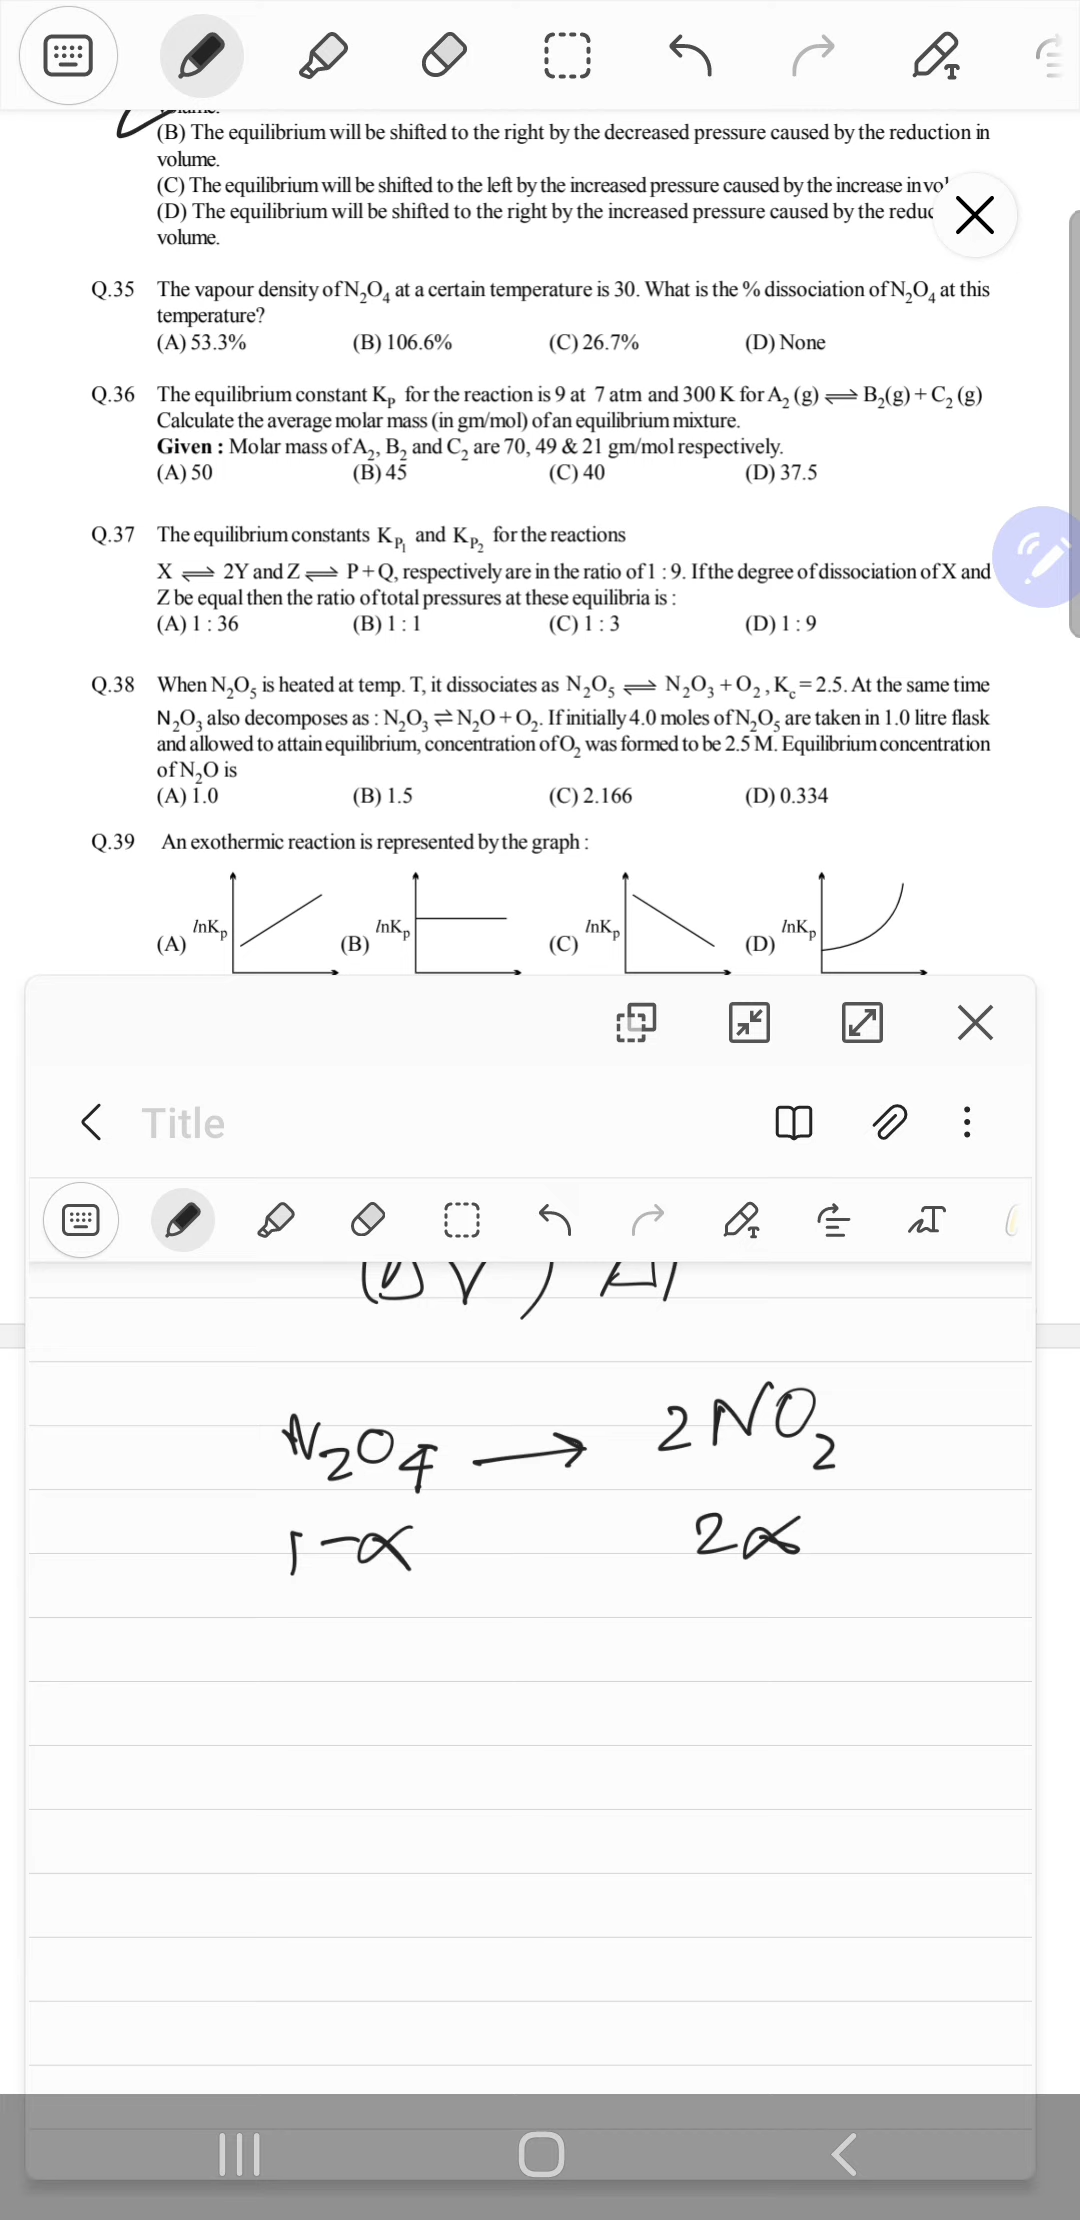 (B) The equilibrium will be shifted to the right by the decreased pressure caused by the reduction in
volume.
(C) The equilibrium will be shifted to the left by the increased pressure caused by the increase in
(D) The equilibrium will be shifted to the right by the increased pressure caused by the
volume.
Q.35 The vapour density of N₂O₄ at a certain temperature is 30. What is the % dissociation of N₂O₄ at this
temperature?
(A) 53.3% (B) 106.6% (C) 26.7% (D) None
Q.36 The equilibrium constant Kₚ for the reaction is 9 at 7 atm and 300 K for A₂ (g) ⇌ B₂(g) + C₂ (g)
Calculate the average molar mass (in gm/mol) of an equilibrium mixture.
Given : Molar mass of A₂, B₂ and C₂ are 70, 49 & 21 gm/mol respectively.
(A) 50 (B) 45 (C) 40 (D) 37.5
Q.37 The equilibrium constants K_P₁ and K_P₂ for the reactions
X ⇌ 2Y and Z ⇌ P+Q, respectively are in the ratio of 1 : 9. If the degree of dissociation of X and
Z be equal then the ratio of total pressures at these equilibria is :
(A) 1 : 36 (B) 1 : 1 (C) 1 : 3 (D) 1 : 9
Q.38 When N₂O₅ is heated at temp. T, it dissociates as N₂O₅ ⇌ N₂O₃ + O₂ , K_c = 2.5. At the same time
N₂O₃ also decomposes as : N₂O₃ ⇌ N₂O + O₂. If initially 4.0 moles of N₂O₅ are taken in 1.0 litre flask
and allowed to attain equilibrium, concentration of O₂ was formed to be 2.5 M. Equilibrium concentration
of N₂O is
(A) 1.0 (B) 1.5 (C) 2.166 (D) 0.334
Q.39 An exothermic reaction is represented by the graph :
(A) lnKₚ (B) lnKₚ (C) lnKₚ (D) lnKₚ
Title
N₂O₄ → 2NO₂
1-α 2α